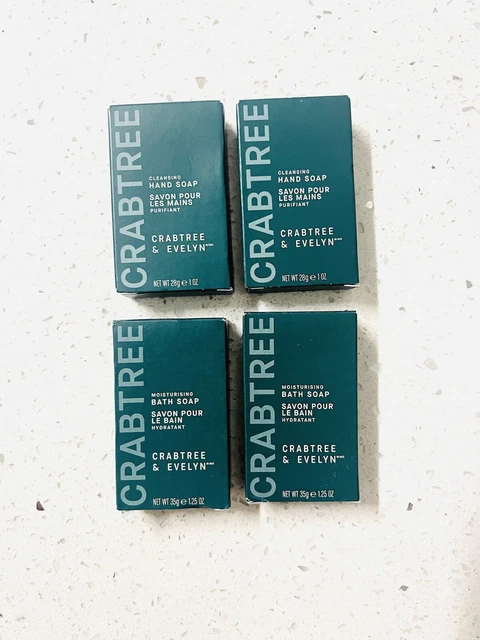 CRABTREE
CLEANSING
HAND SOAP
SAVON POUR
LES MAINS
PURIFIANT
CRABTREE
& EVELYN
NET WT 28g e 1 OZ
CRABTREE
CLEANSING
HAND SOAP
SAVON POUR
LES MAINS
PURIFIANT
CRABTREE
& EVELYN
NET WT 28g e 1 OZ
CRABTREE
MOISTURISING
BATH SOAP
SAVON POUR
LE BAIN
HYDRATANT
CRABTREE
& EVELYN
NET WT 35g e 1.25 OZ
CRABTREE
MOISTURISING
BATH SOAP
SAVON POUR
LE BAIN
HYDRATANT
CRABTREE
& EVELYN
NET WT 35g e 1.25 OZ